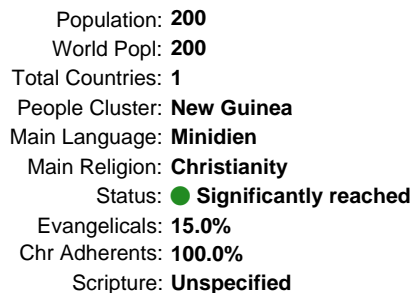 Population: 200
World Popl: 200
Total Countries: 1
People Cluster: New Guinea
Main Language: Minidien
Main Religion: Christianity
Status: Significantly reached
Evangelicals: 15.0%
Chr Adherents: 100.0%
Scripture: Unspecified